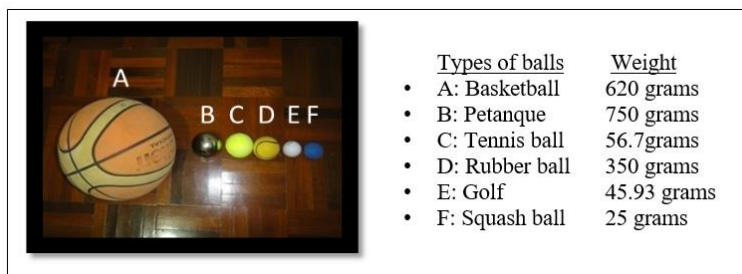 A
B C D E F
Types of balls Weight
• A: Basketball 620 grams
• B: Petanque 750 grams
• C: Tennis ball 56.7grams
• D: Rubber ball 350 grams
• E: Golf 45.93 grams
• F: Squash ball 25 grams